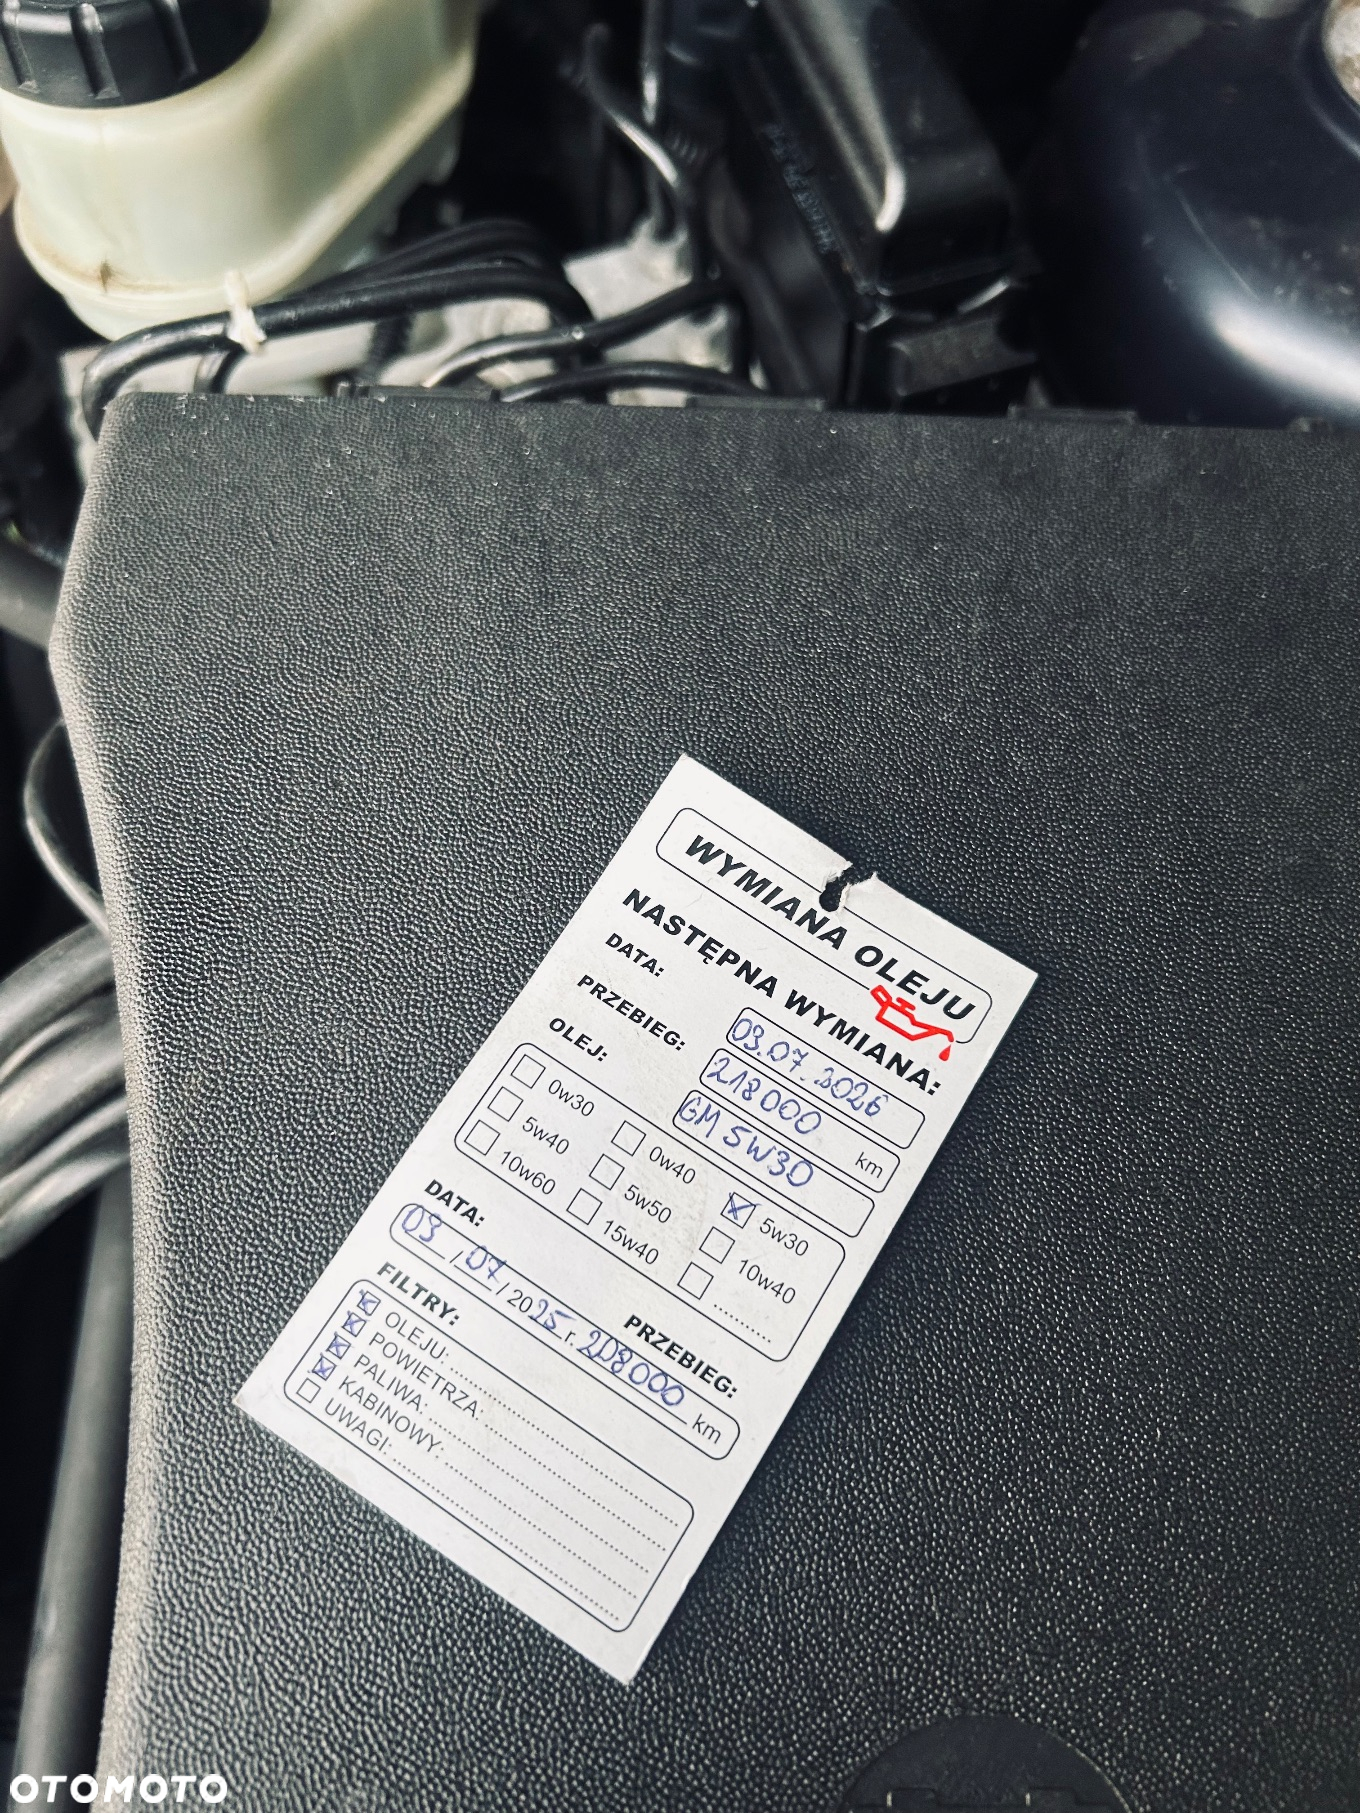 WYMIANA OLEJU
NASTĘPNA WYMIANA:
DATA: 03.07.2026
PRZEBIEG: 218000 km
OLEJ: GM 5W30
0w30 0w40 5w30
5w40 5w50 10w40
10w60 15w40 ............
DATA: PRZEBIEG:
03 / 07 / 2025 r. 208000 km
FILTRY:
OLEJU:
POWIETRZA:
PALIWA:
KABINOWY:
UWAGI:
OTOMOTO